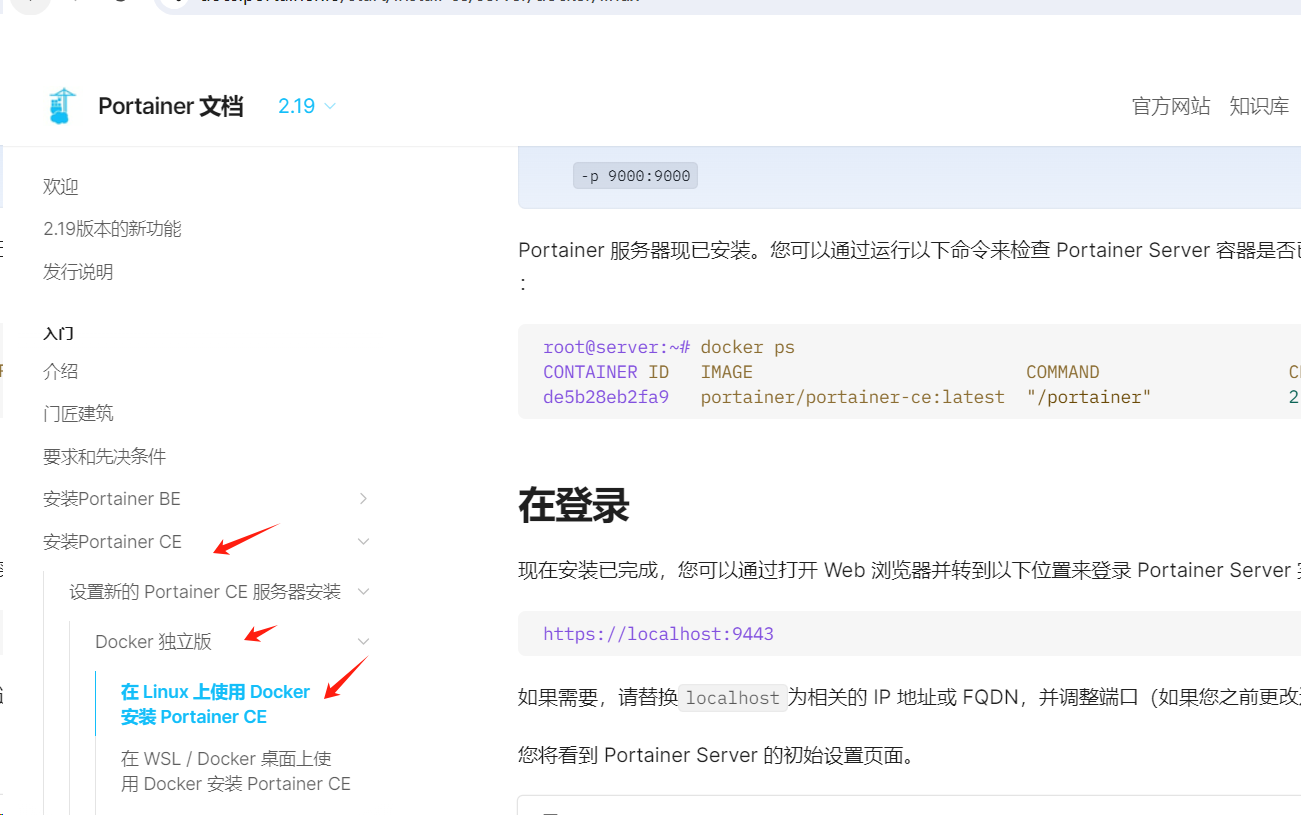 Portainer 文档
2.19
官方网站
知识库
欢迎
2.19版本的新功能
发行说明
入门
介绍
门匠建筑
要求和先决条件
安装Portainer BE
安装Portainer CE
设置新的 Portainer CE 服务器安装
Docker 独立版
在 Linux 上使用 Docker
安装 Portainer CE
在 WSL / Docker 桌面上使
用 Docker 安装 Portainer CE
-p 9000:9000
Portainer 服务器现已安装。您可以通过运行以下命令来检查 Portainer Server 容器是否
：
root@server:~# docker ps
CONTAINER ID IMAGE COMMAND
de5b28eb2fa9 portainer/portainer-ce:latest "/portainer" 2
在登录
现在安装已完成，您可以通过打开 Web 浏览器并转到以下位置来登录 Portainer Server
https://localhost:9443
如果需要，请替换 localhost 为相关的 IP 地址或 FQDN，并调整端口（如果您之前更改
您将看到 Portainer Server 的初始设置页面。